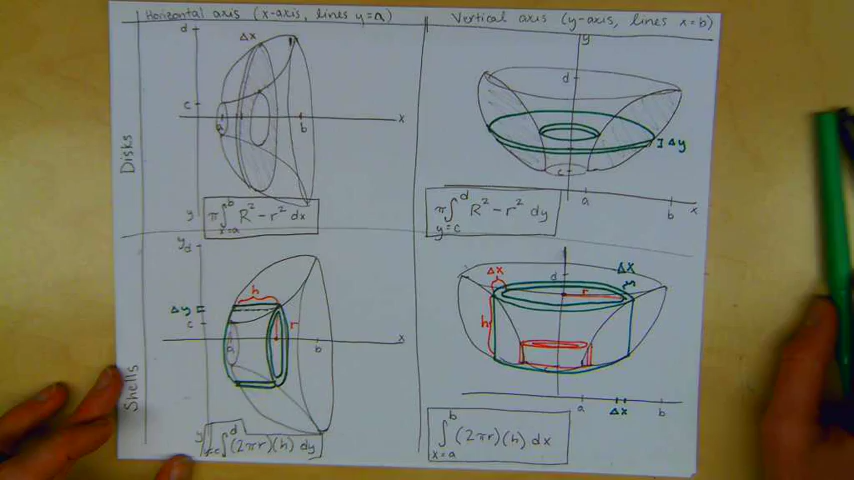 Horizontal axis (x-axis, lines y=a)
Vertical axis (y-axis, lines x=b)
Disks
d
Δx
c
a
b
x
y
π∫ₓ₌ₐᵇ R² - r² dx
y
d
Δy
c
a
b
x
π∫ y=c d R² - r² dy
Shells
y
d
h
Δy
c
r
a
b
x
y=c ∫ d (2πr)(h) dy
d
Δx
Δx
r
h
a
Δx
b
∫ x=a b (2πr)(h) dx